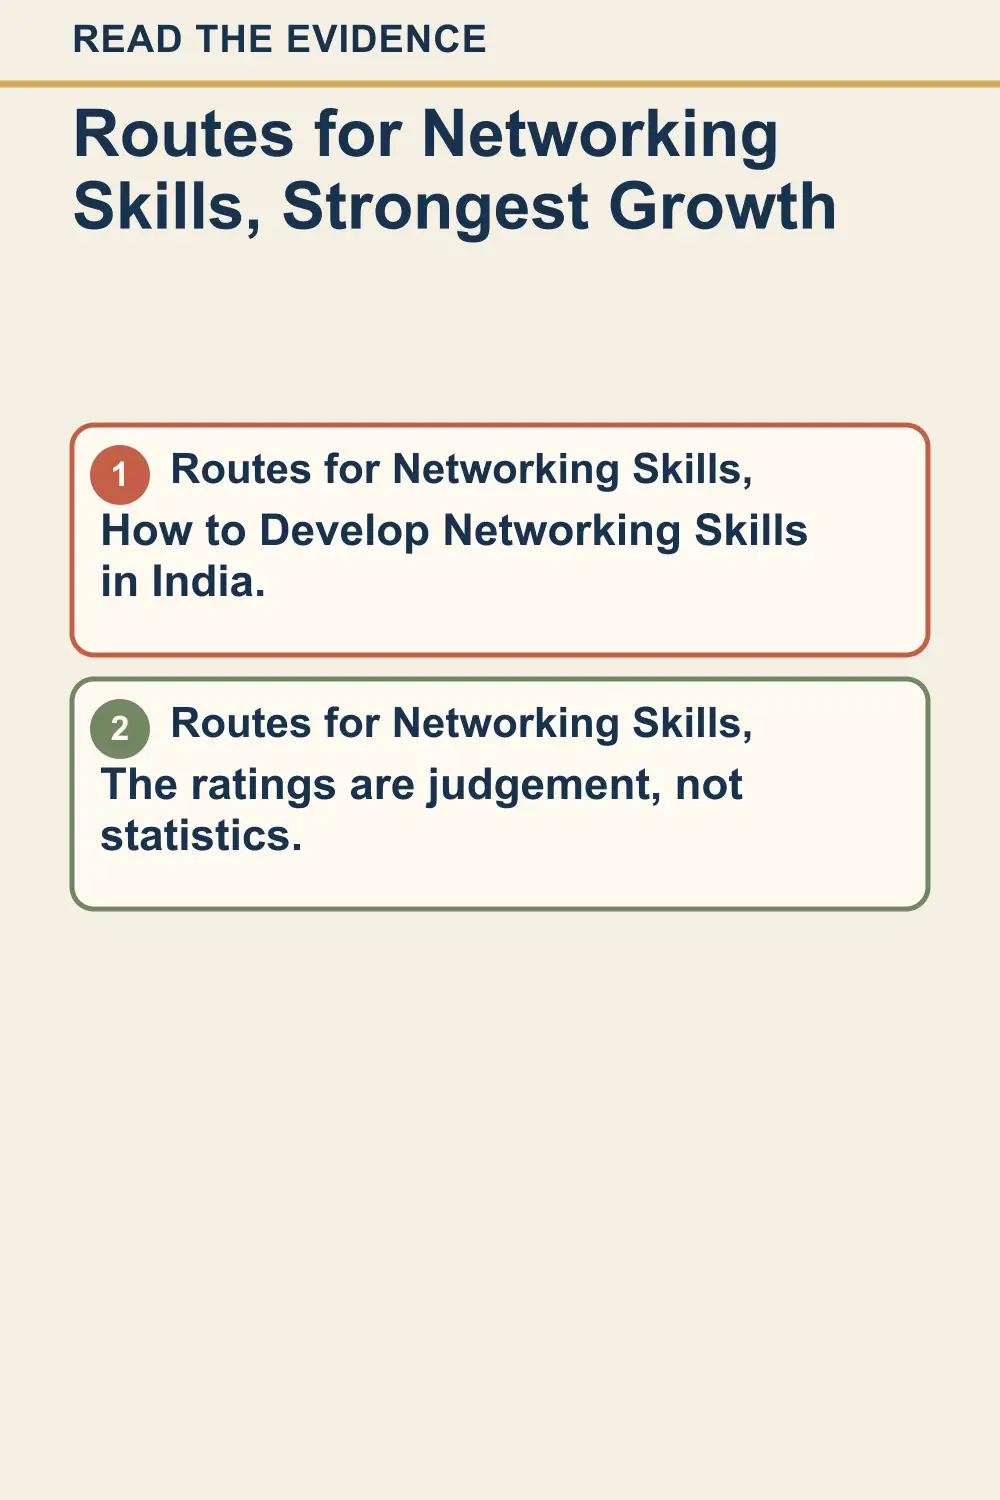 READ THE EVIDENCE
Routes for Networking
Skills, Strongest Growth
1 Routes for Networking Skills,
How to Develop Networking Skills
in India.
2 Routes for Networking Skills,
The ratings are judgement, not
statistics.